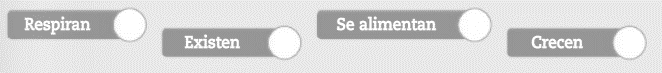 Respiran
Existen
Se alimentan
Crecen